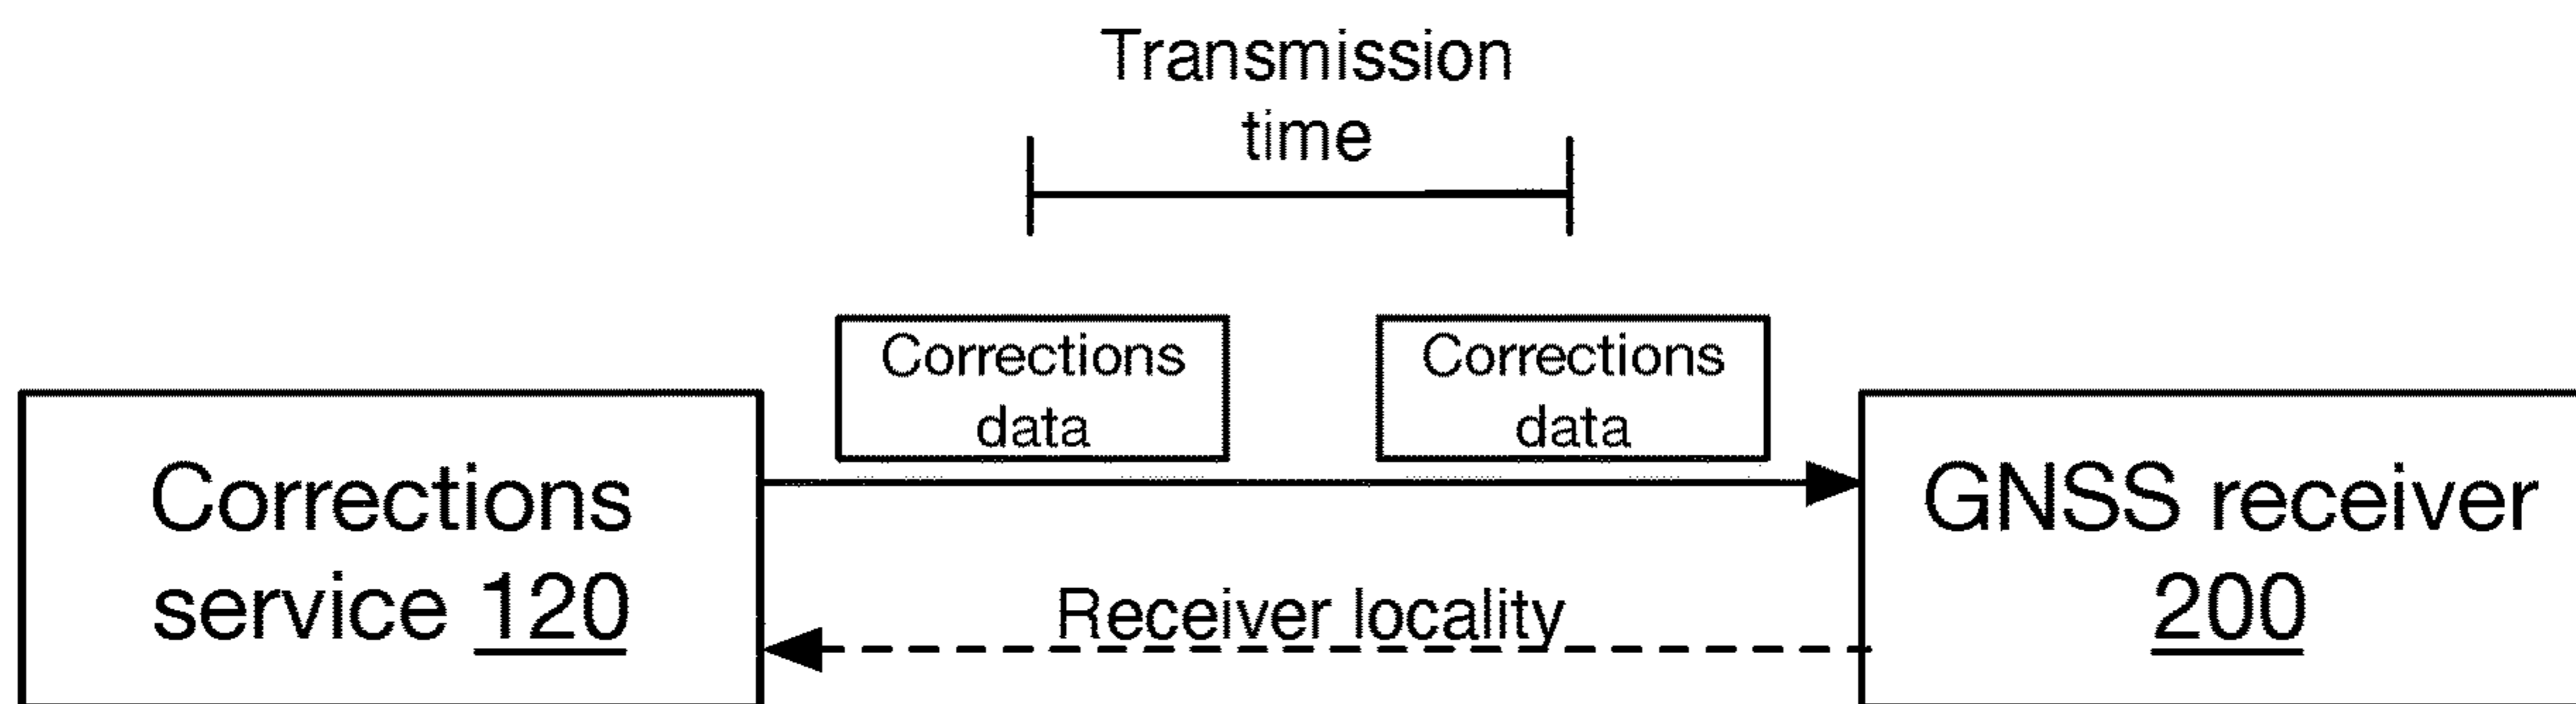 Transmission
time
Corrections
data
Corrections
data
Corrections
service 120
GNSS receiver
200
Receiver locality